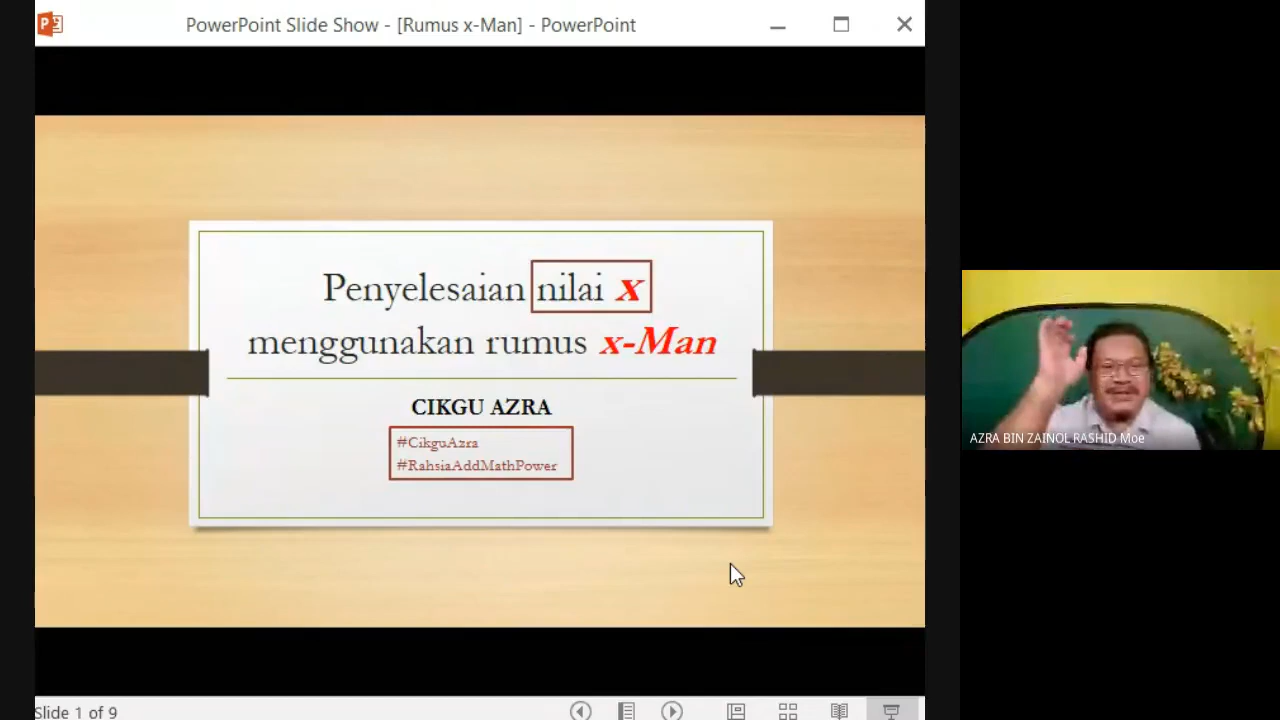 PowerPoint Slide Show - [Rumus x-Man] - PowerPoint
Penyelesaian nilai x
menggunakan rumus x-Man
CIKGU AZRA
#CikguAzra
#RahsiaAddMathPower
AZRA BIN ZAINOL RASHID Moe
Slide 1 of 9